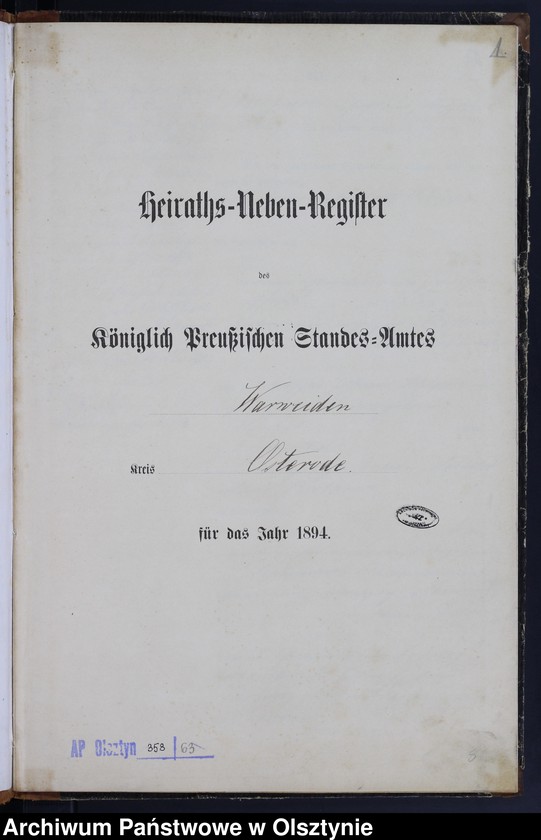 1.
Heiraths-Neben-Register
des
Königlich Preußischen Standes-Amtes
Warweiden
Kreis Osterode.
für das Jahr 1894.
AP Olsztyn 353 | 63
Archiwum Państwowe w Olsztynie